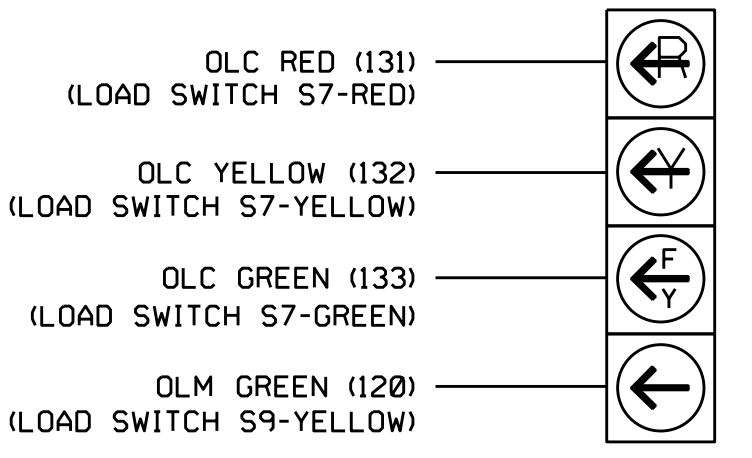 OLC RED (131)
(LOAD SWITCH S7-RED)
R
OLC YELLOW (132)
(LOAD SWITCH S7-YELLOW)
Y
OLC GREEN (133)
(LOAD SWITCH S7-GREEN)
F
Y
OLM GREEN (120)
(LOAD SWITCH S9-YELLOW)